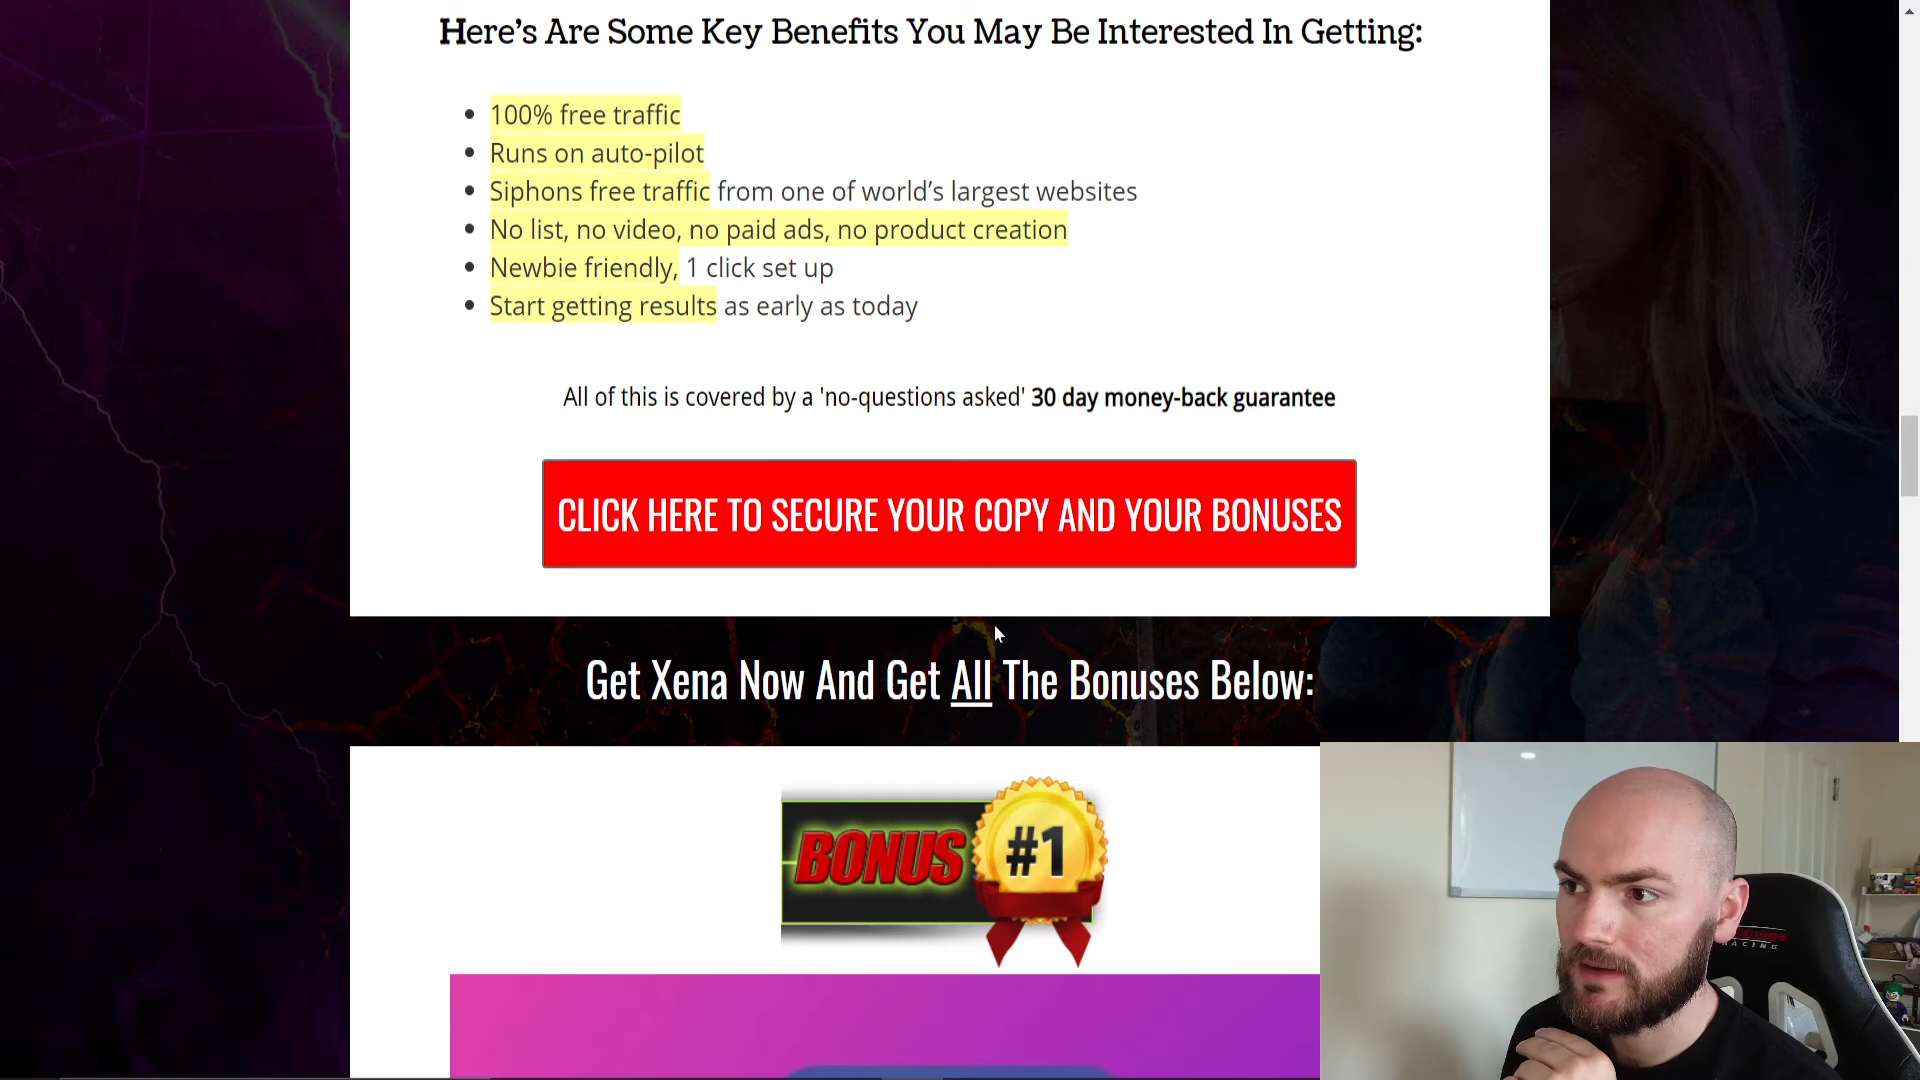 Here's Are Some Key Benefits You May Be Interested In Getting:
100% free traffic
Runs on auto-pilot
Siphons free traffic from one of world's largest websites
No list, no video, no paid ads, no product creation
Newbie friendly, 1 click set up
Start getting results as early as today
All of this is covered by a 'no-questions asked' 30 day money-back guarantee
CLICK HERE TO SECURE YOUR COPY AND YOUR BONUSES
Get Xena Now And Get All The Bonuses Below:
BONUS #1
RACING